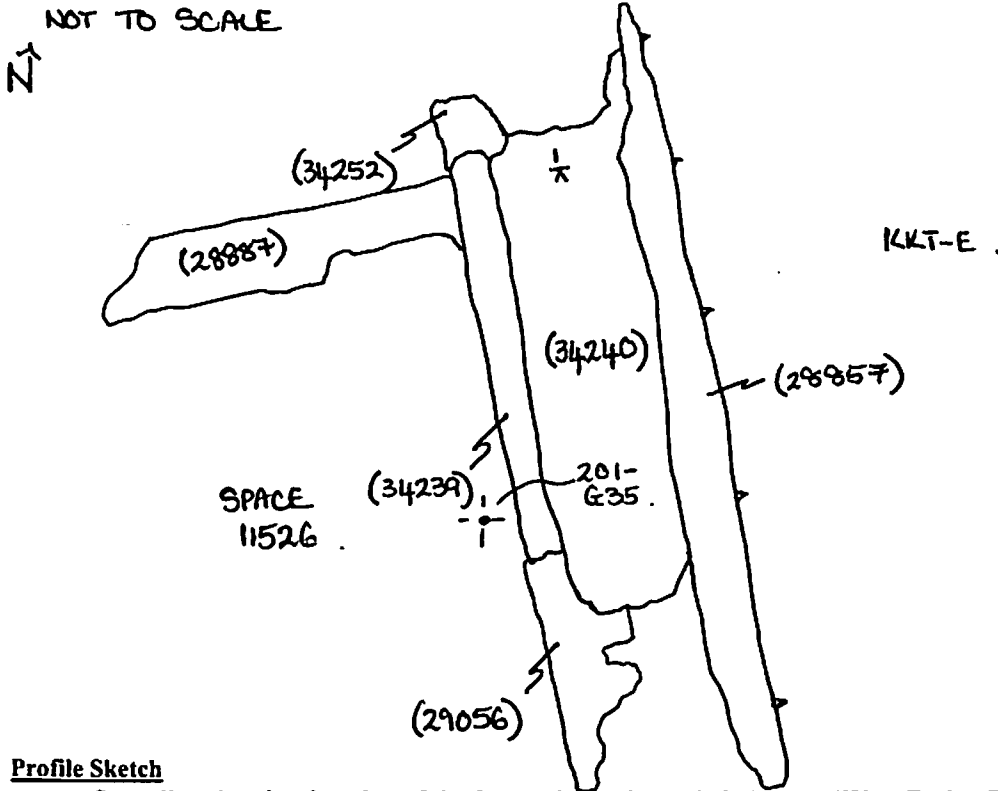 NOT TO SCALE
N
(34252)
(28887)
KKT-E .
(34240)
(28857)
SPACE
11526 .
(34239)
201-
G35 .
(29056)
Profile Sketch